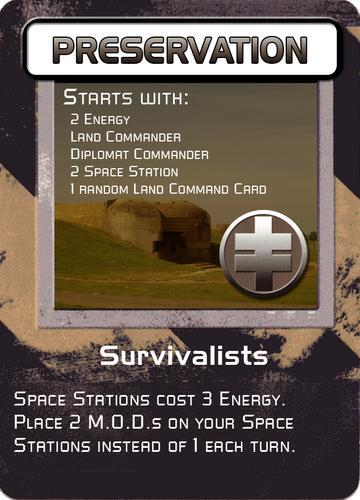 PRESERVATION
STARTS WITH:
2 ENERGY
LAND COMMANDER
DIPLOMAT COMMANDER
2 SPACE STATION
1 RANDOM LAND COMMAND CARD
Survivalists
SPACE STATIONS COST 3 ENERGY.
PLACE 2 M.O.D.S ON YOUR SPACE
STATIONS INSTEAD OF 1 EACH TURN.